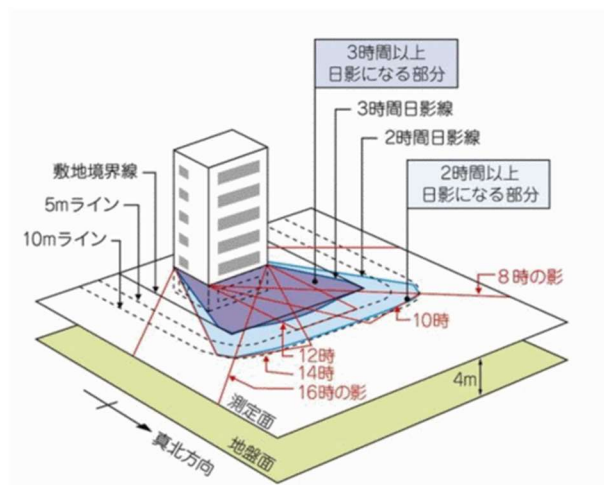 3時間以上
日影になる部分
3時間日影線
2時間日影線
敷地境界線
2時間以上
日影になる部分
5mライン
10mライン
8時の影
10時
12時
14時
16時の影
4m
測定面
地盤面
真北方向